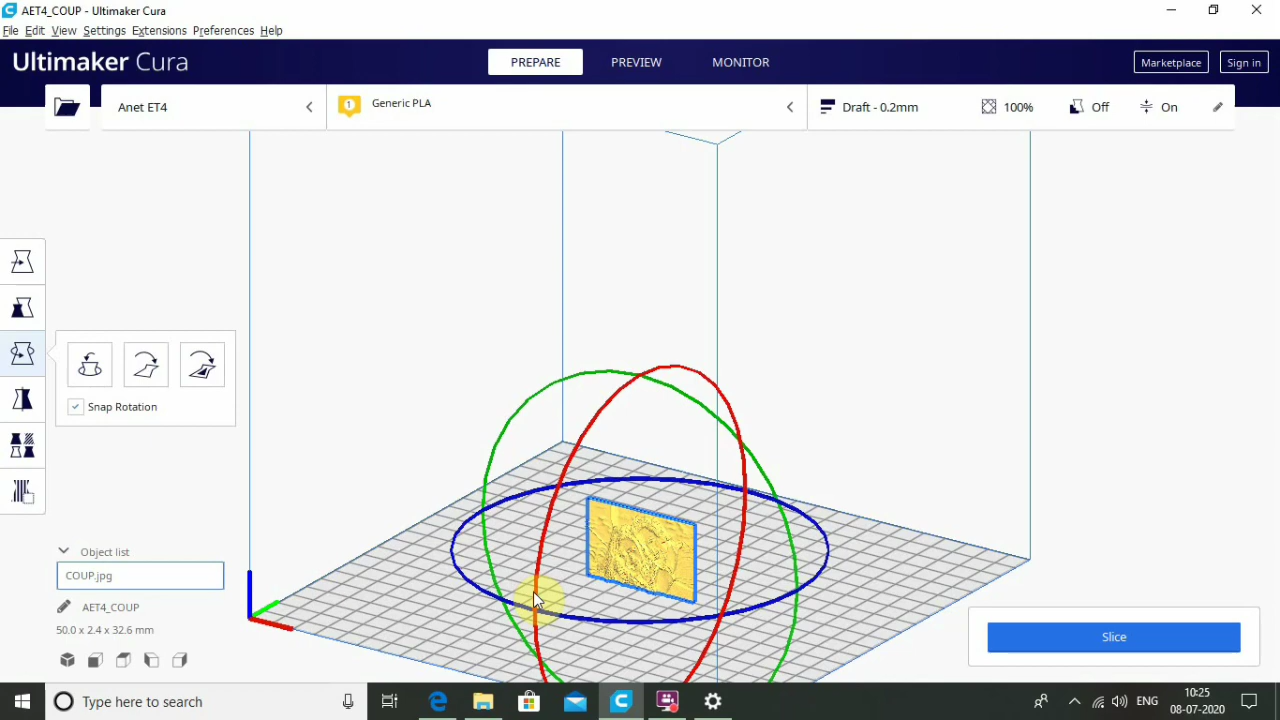 AET4_COUP - Ultimaker Cura
File Edit View Settings Extensions Preferences Help
Ultimaker Cura
PREPARE PREVIEW MONITOR
Marketplace Sign in
Anet ET4
1 Generic PLA
Draft - 0.2mm 100% Off On
Snap Rotation
Object list
COUP.jpg
AET4_COUP
50.0 x 2.4 x 32.6 mm
Slice
Type here to search
ENG
10:25
08-07-2020